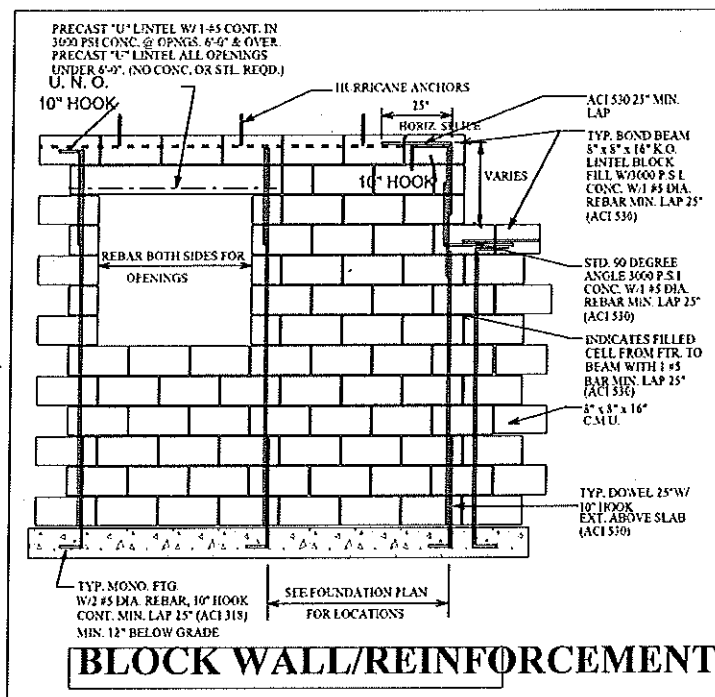 PRECAST "U" LINTEL W/ 1-#5 CONT. IN
3000 PSI CONC. @ OPNGS. 6'-0" & OVER.
PRECAST "U" LINTEL ALL OPENINGS
UNDER 6'-0". (NO CONC. OR STL. REQD.)
U. N. O.
10" HOOK
HURRICANE ANCHORS
25"
HORIZ. SPLICE
10" HOOK
ACI 530 25" MIN.
LAP
TYP. BOND BEAM
8" x 8" x 16" K.O.
LINTEL BLOCK
FILL W/3000 P.S.I.
CONC. W/1 #5 DIA.
REBAR MIN. LAP 25"
(ACI 530)
VARIES
REBAR BOTH SIDES FOR
OPENINGS
STD. 90 DEGREE
ANGLE 3000 P.S.I
CONC. W/1 #5 DIA.
REBAR MIN. LAP 25"
(ACI 530)
INDICATES FILLED
CELL FROM FTR. TO
BEAM WITH 1 #5
BAR MIN. LAP 25"
(ACI 530)
8" x 8" x 16"
C.M.U.
TYP. DOWEL 25" W/
10" HOOK
EXT. ABOVE SLAB
(ACI 530)
TYP. MONO. FTG.
W/2 #5 DIA. REBAR, 10" HOOK
CONT. MIN. LAP 25" (ACI 318)
MIN. 12" BELOW GRADE
SEE FOUNDATION PLAN
FOR LOCATIONS
BLOCK WALL/REINFORCEMENT